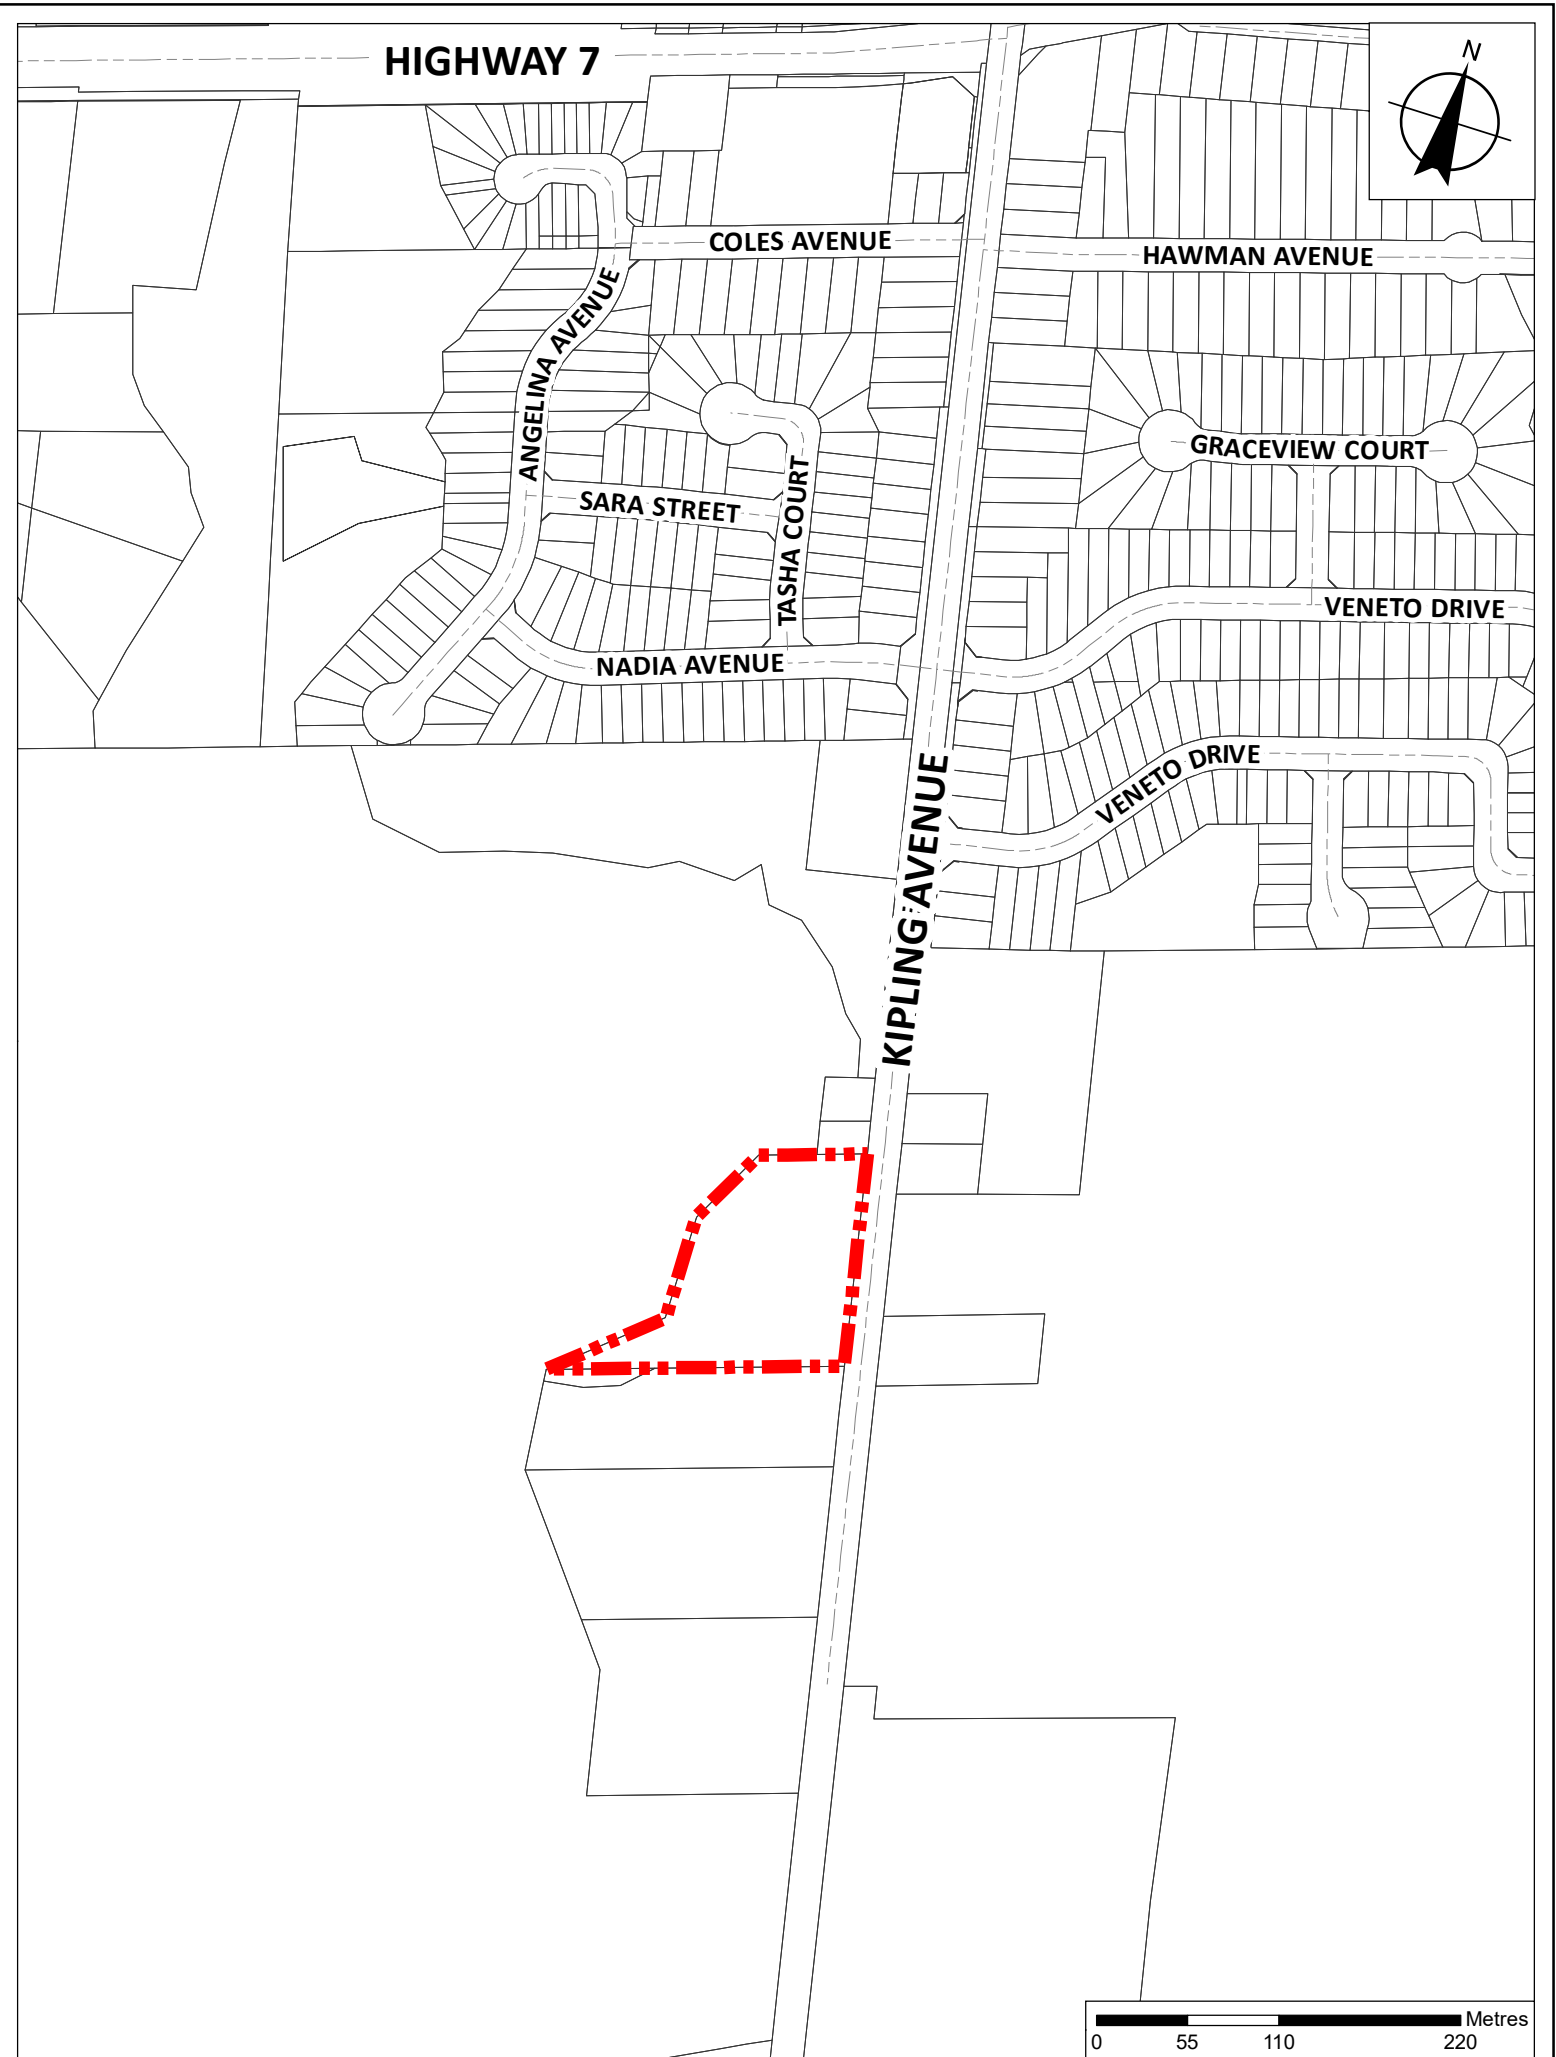 HIGHWAY 7
N
COLES AVENUE
HAWMAN AVENUE
ANGELINA AVENUE
GRACEVIEW COURT
SARA STREET
TASHA COURT
VENETO DRIVE
NADIA AVENUE
VENETO DRIVE
KIPLING AVENUE
Metres
0 55 110 220